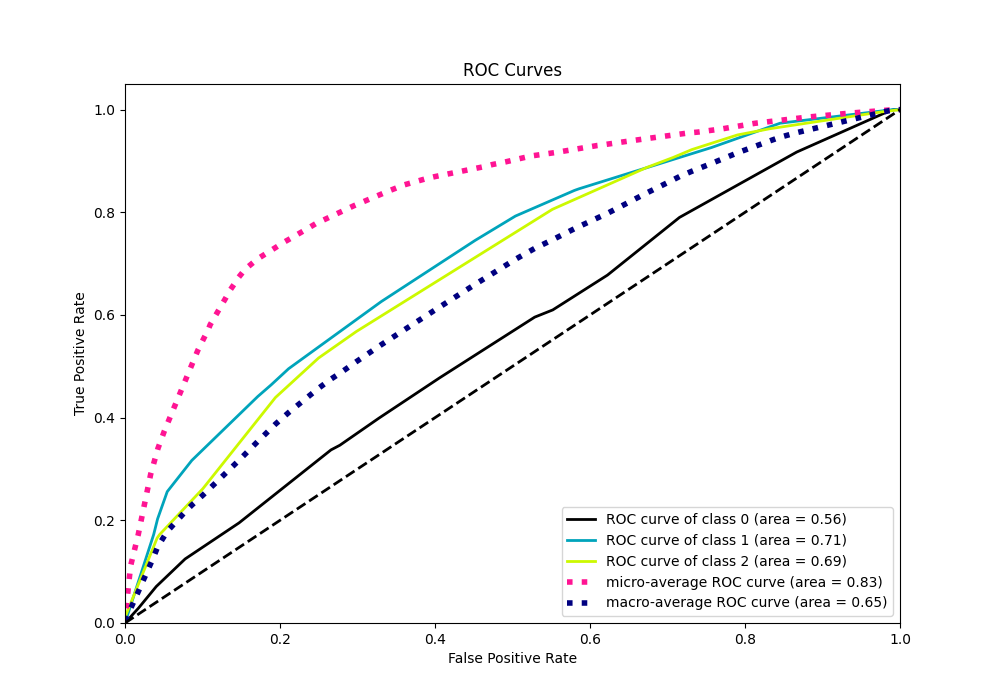 ROC Curves
True Positive Rate
1.0
0.8
0.6
0.4
0.2
0.0
0.0 0.2 0.4 0.6 0.8 1.0
False Positive Rate
ROC curve of class 0 (area = 0.56)
ROC curve of class 1 (area = 0.71)
ROC curve of class 2 (area = 0.69)
micro-average ROC curve (area = 0.83)
macro-average ROC curve (area = 0.65)